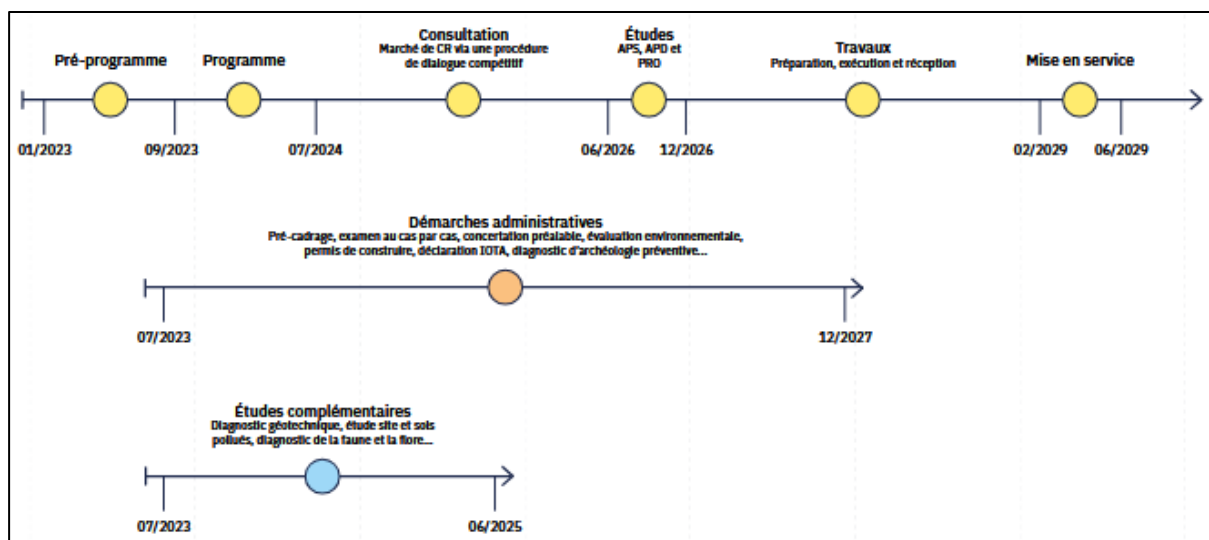 Pré-programme
Programme
Consultation
Marché de CR via une procédure
de dialogue compétitif
Études
APS, APD et
PRO
Travaux
Préparation, exécution et réception
Mise en service
01/2023
09/2023
07/2024
06/2026
12/2026
02/2029
06/2029
Démarches administratives
Pré-cadrage, examen au cas par cas, concertation préalable, évaluation environnementale,
permis de construire, déclaration IOTA, diagnostic d'archéologie préventive...
07/2023
12/2027
Études complémentaires
Diagnostic géotechnique, étude site et sols
pollués, diagnostic de la faune et la flore...
07/2023
06/2025